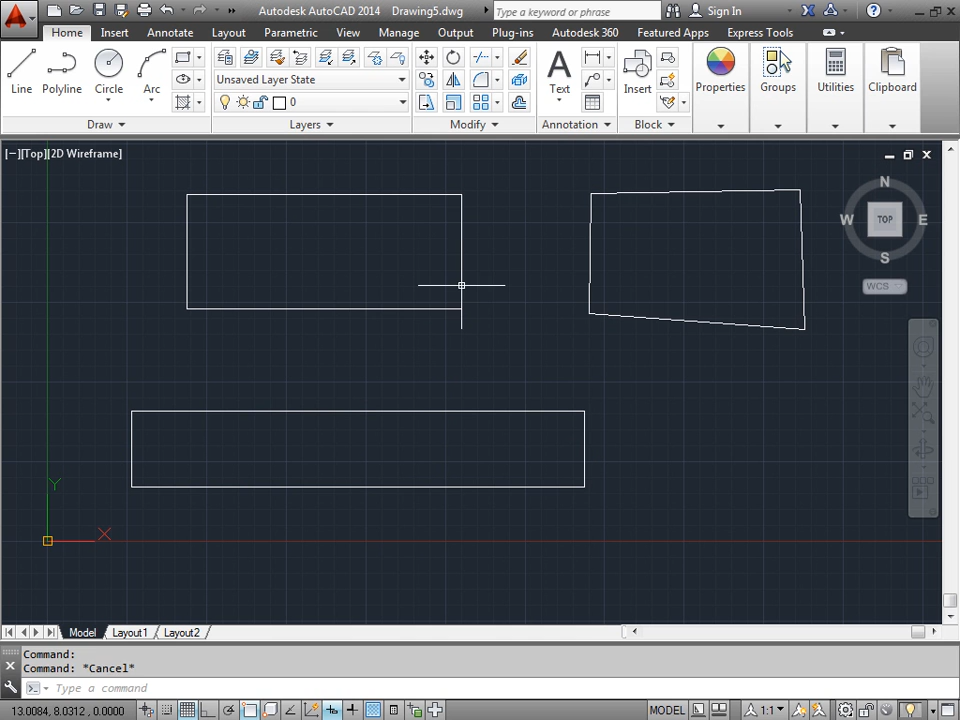 Autodesk AutoCAD 2014 Drawing5.dwg
Type a keyword or phrase
Sign In
Home Insert Annotate Layout Parametric View Manage Output Plug-ins Autodesk 360 Featured Apps Express Tools
Unsaved Layer State
0
Line Polyline Circle Arc
Text Insert Properties Groups Utilities Clipboard
Draw Layers Modify Annotation Block
[−][Top][2D Wireframe]
N
W TOP E
S
WCS
Y
X
Model Layout1 Layout2
Command:
Command: *Cancel*
Type a command
13.0084, 8.0312, 0.0000
MODEL 1:1